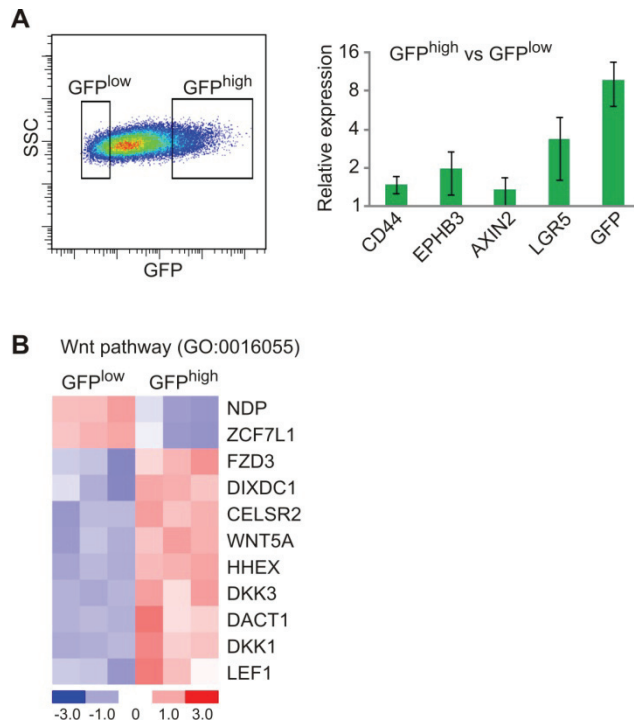 A
GFPlow
GFPhigh
SSC
GFP
GFPhigh vs GFPlow
Relative expression
16
8
4
2
1
CD44
EPHB3
AXIN2
LGR5
GFP
B
Wnt pathway (GO:0016055)
GFPlow GFPhigh
NDP
ZCF7L1
FZD3
DIXDC1
CELSR2
WNT5A
HHEX
DKK3
DACT1
DKK1
LEF1
-3.0 -1.0 0 1.0 3.0